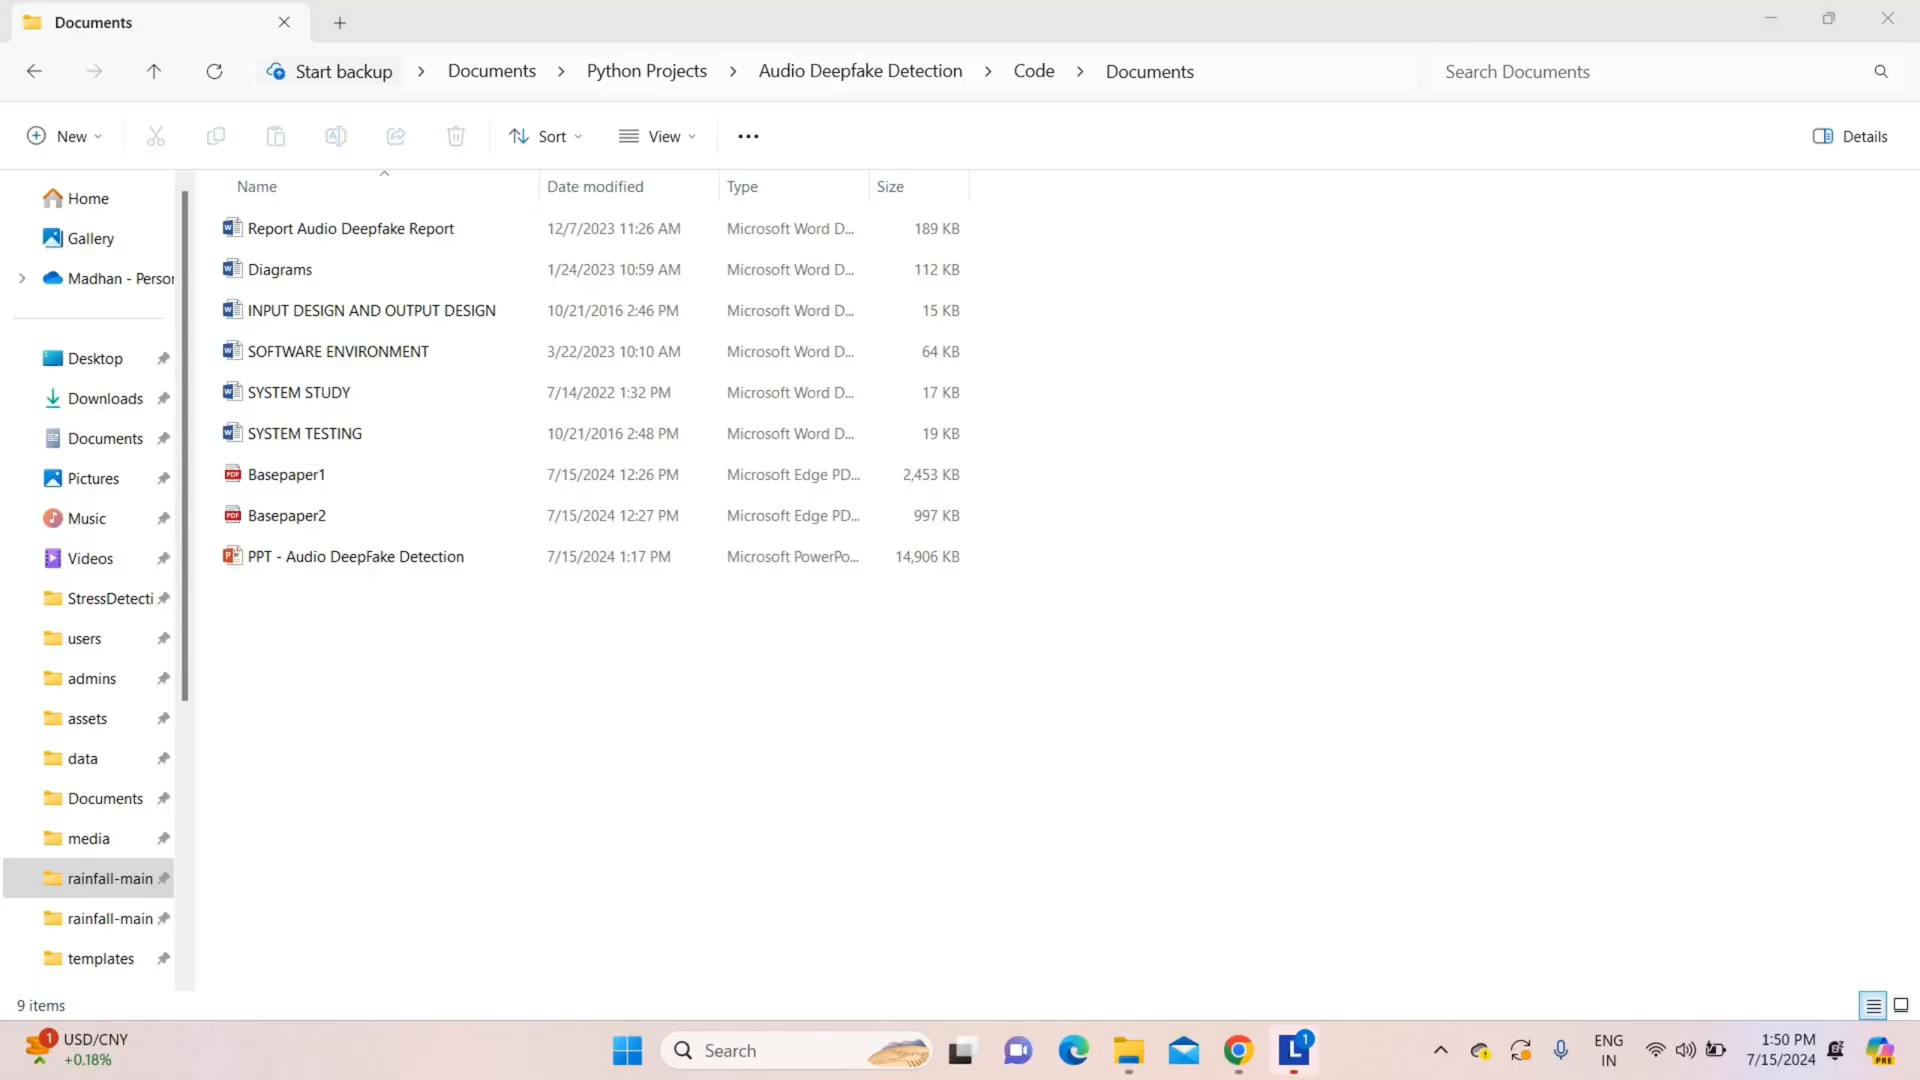 Documents
Start backup > Documents > Python Projects > Audio Deepfake Detection > Code > Documents
Search Documents
New
Sort
View
Details
Name Date modified Type Size
Report Audio Deepfake Report 12/7/2023 11:26 AM Microsoft Word D... 189 KB
Diagrams 1/24/2023 10:59 AM Microsoft Word D... 112 KB
INPUT DESIGN AND OUTPUT DESIGN 10/21/2016 2:46 PM Microsoft Word D... 15 KB
SOFTWARE ENVIRONMENT 3/22/2023 10:10 AM Microsoft Word D... 64 KB
SYSTEM STUDY 7/14/2022 1:32 PM Microsoft Word D... 17 KB
SYSTEM TESTING 10/21/2016 2:48 PM Microsoft Word D... 19 KB
Basepaper1 7/15/2024 12:26 PM Microsoft Edge PD... 2,453 KB
Basepaper2 7/15/2024 12:27 PM Microsoft Edge PD... 997 KB
PPT - Audio DeepFake Detection 7/15/2024 1:17 PM Microsoft PowerPo... 14,906 KB
Home
Gallery
Madhan - Person
Desktop
Downloads
Documents
Pictures
Music
Videos
StressDetecti
users
admins
assets
data
Documents
media
rainfall-main
rainfall-main
templates
9 items
1
USD/CNY
+0.18%
Search
L
1
ENG
IN
1:50 PM
7/15/2024
PRE